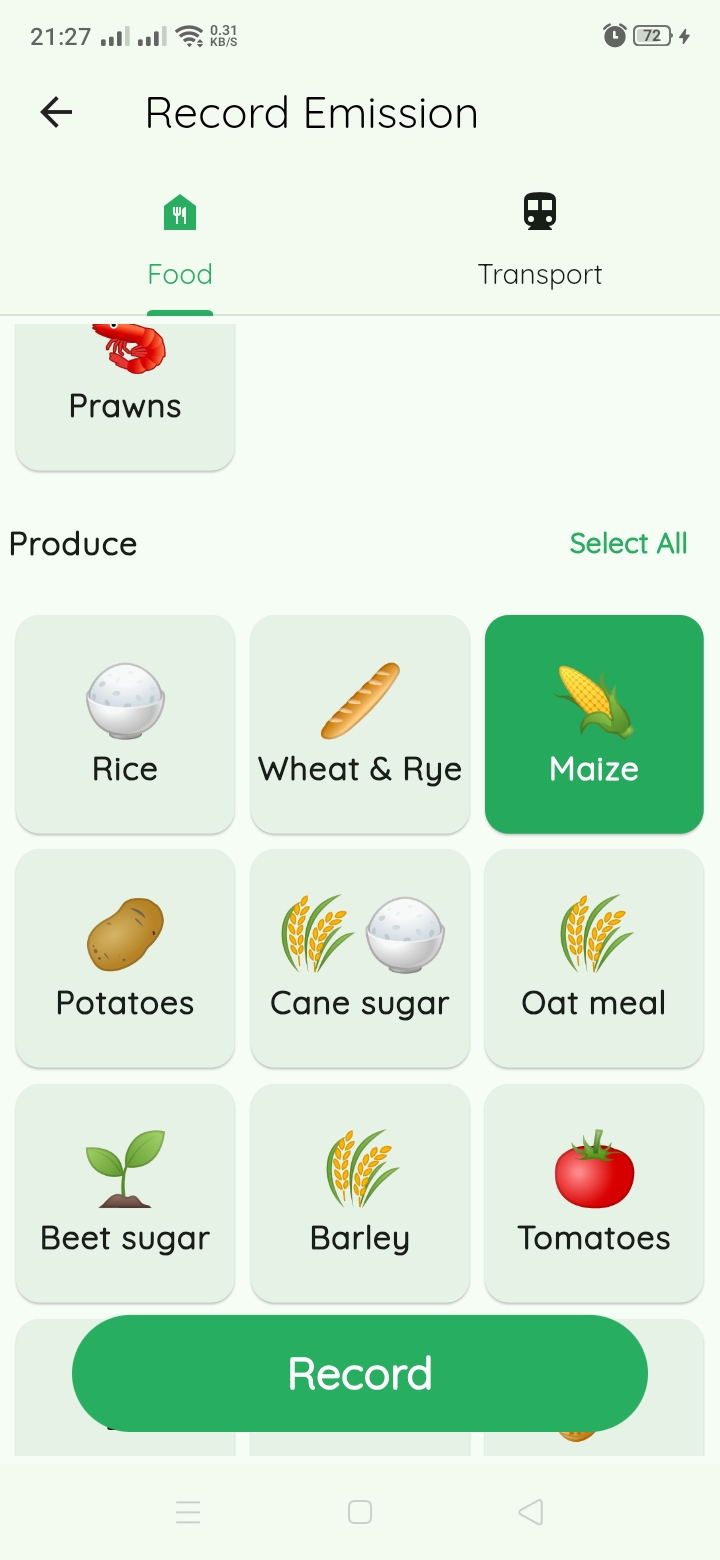 21:27 0.31 KB/S 72
Record Emission
Food Transport
Prawns
Produce Select All
Rice Wheat & Rye Maize
Potatoes Cane sugar Oat meal
Beet sugar Barley Tomatoes
Record